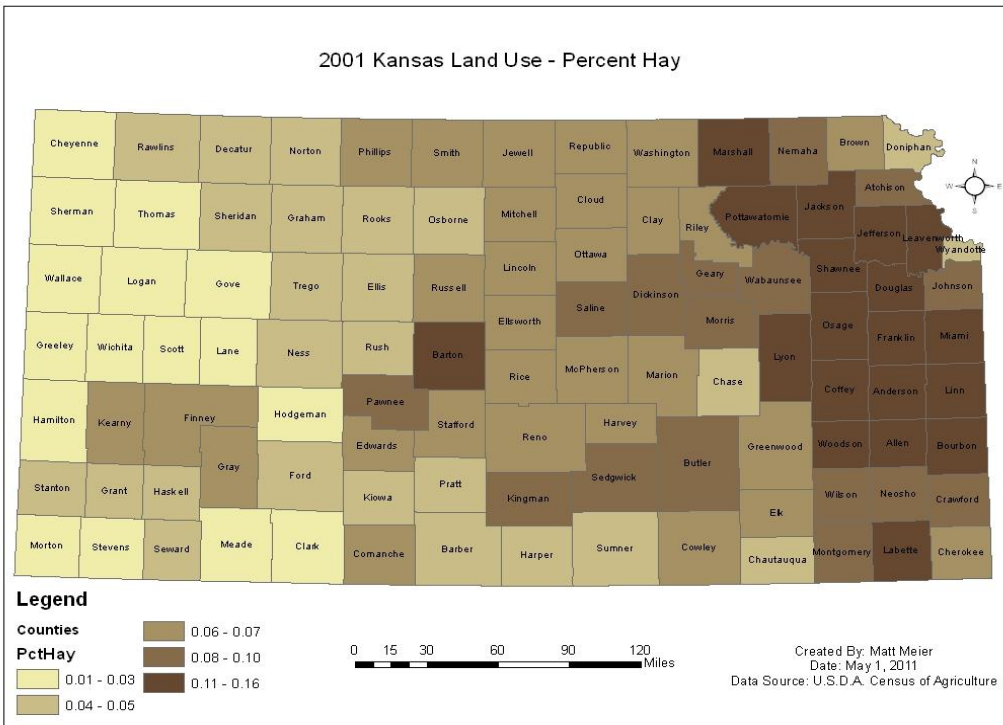 2001 Kansas Land Use - Percent Hay
Cheyenne Rawlins Decatur Norton Phillips Smith Jewell Republic Washington Marshall Nemaha Brown Doniphan
N
W E
S
Atchison
Sherman Thomas Sheridan Graham Rooks Osborne Mitchell Cloud Clay Riley Pottawatomie Jackson Jefferson Leavenworth
Wyandotte
Wallace Logan Gove Trego Ellis Russell Lincoln Ottawa Dickinson Geary Wabaunsee Shawnee Douglas Johnson
Saline Morris
Greeley Wichita Scott Lane Ness Rush Barton Ellsworth Lyon Osage Franklin Miami
Rice McPherson Marion Chase
Hamilton Kearny Finney Hodgeman Pawnee Coffey Anderson Linn
Stafford Reno Harvey
Gray Ford Edwards Butler Greenwood Woodson Allen Bourbon
Stanton Grant Haskell Kiowa Pratt Kingman Sedgwick Wilson Neosho Crawford
Elk
Morton Stevens Seward Meade Clark Comanche Barber Harper Sumner Cowley Chautauqua Montgomery Labette Cherokee
Legend
Counties
PctHay
0.01 - 0.03
0.04 - 0.05
0.06 - 0.07
0.08 - 0.10
0.11 - 0.16
0 15 30 60 90 120
Miles
Created By: Matt Meier
Date: May 1, 2011
Data Source: U.S.D.A. Census of Agriculture